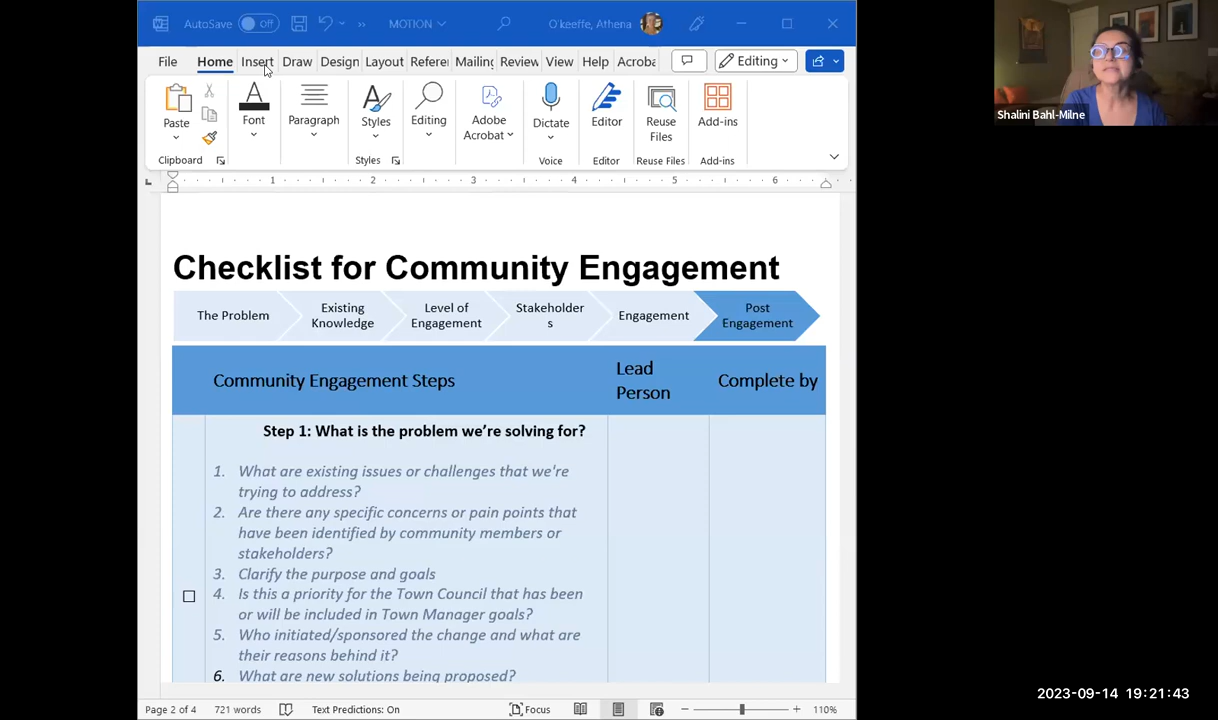 AutoSave Off MOTION O'keeffe, Athena
File Home Insert Draw Design Layout Referen Mailing Review View Help Acroba Editing
Paste Font Paragraph Styles Editing Adobe Acrobat Dictate Editor Reuse Files Add-ins
Clipboard Styles Voice Editor Reuse Files Add-ins
1 2 3 4 5 6
Checklist for Community Engagement
The Problem
Existing
Knowledge
Level of
Engagement
Stakeholder
s
Engagement
Post
Engagement
Community Engagement Steps
Lead
Person
Complete by
Step 1: What is the problem we're solving for?
1. What are existing issues or challenges that we're
trying to address?
2. Are there any specific concerns or pain points that
have been identified by community members or
stakeholders?
3. Clarify the purpose and goals
4. Is this a priority for the Town Council that has been
or will be included in Town Manager goals?
5. Who initiated/sponsored the change and what are
their reasons behind it?
6. What are new solutions being proposed?
Page 2 of 4 721 words Text Predictions: On Focus 110%
Shalini Bahl-Milne
2023-09-14 19:21:43